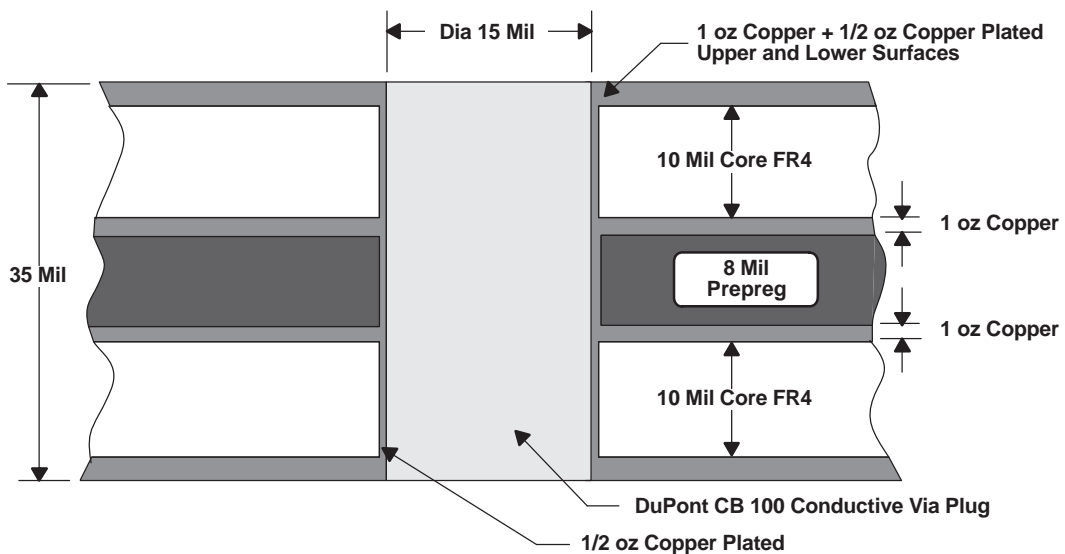 Dia 15 Mil
1 oz Copper + 1/2 oz Copper Plated
Upper and Lower Surfaces
10 Mil Core FR4
1 oz Copper
35 Mil
8 Mil
Prepreg
1 oz Copper
10 Mil Core FR4
DuPont CB 100 Conductive Via Plug
1/2 oz Copper Plated